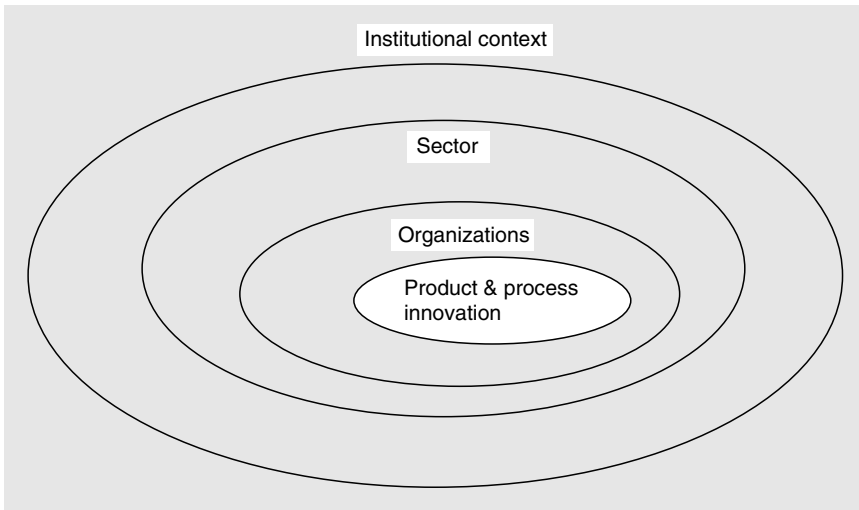 Institutional context
Sector
Organizations
Product & process
innovation